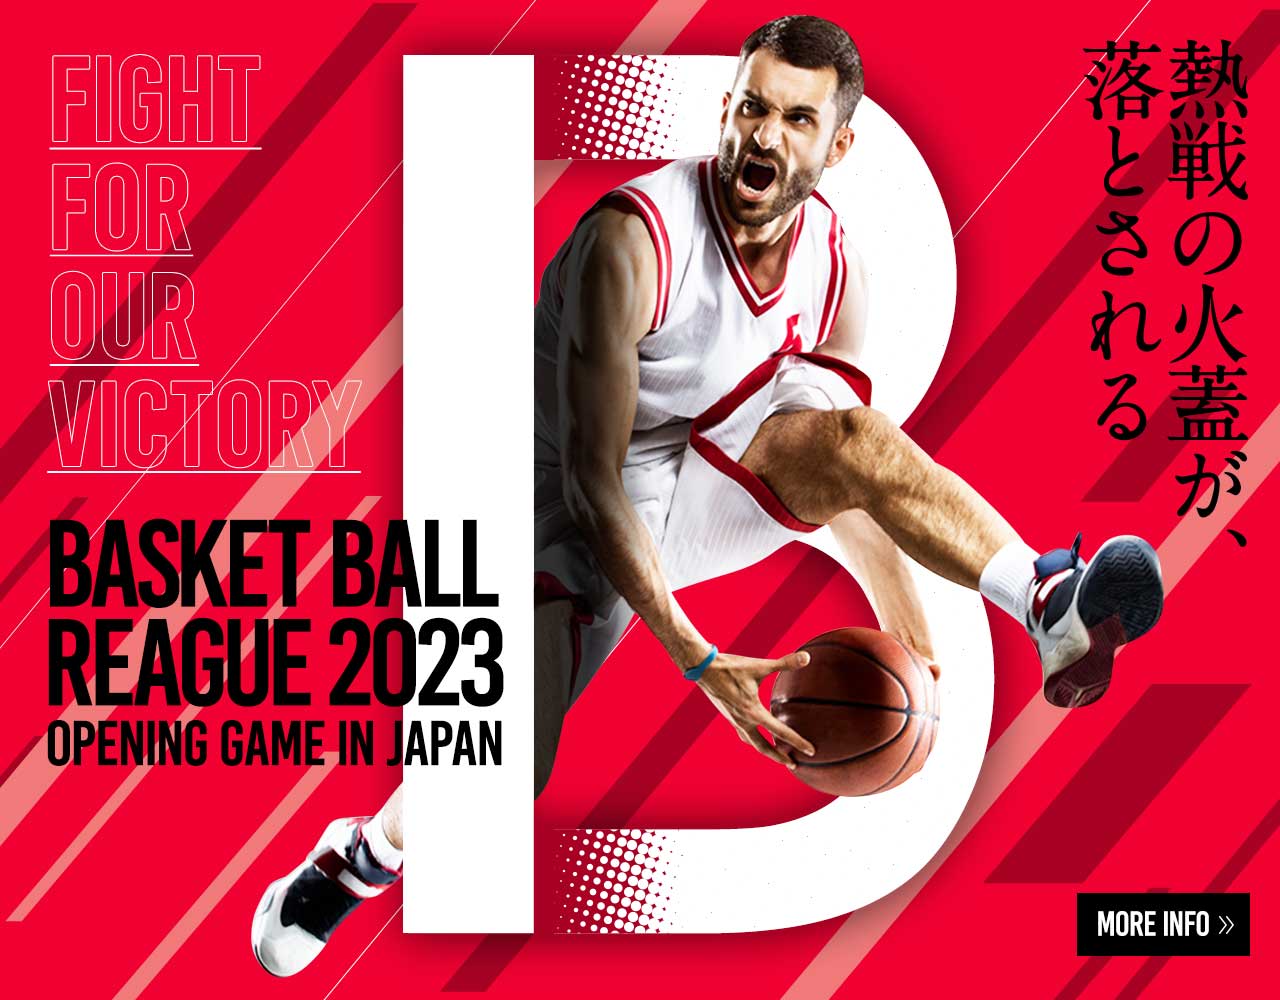 FIGHT
FOR
OUR
VICTORY
BASKET BALL
REAGUE 2023
OPENING GAME IN JAPAN
B
熱戦の火蓋が、
落とされる
MORE INFO »